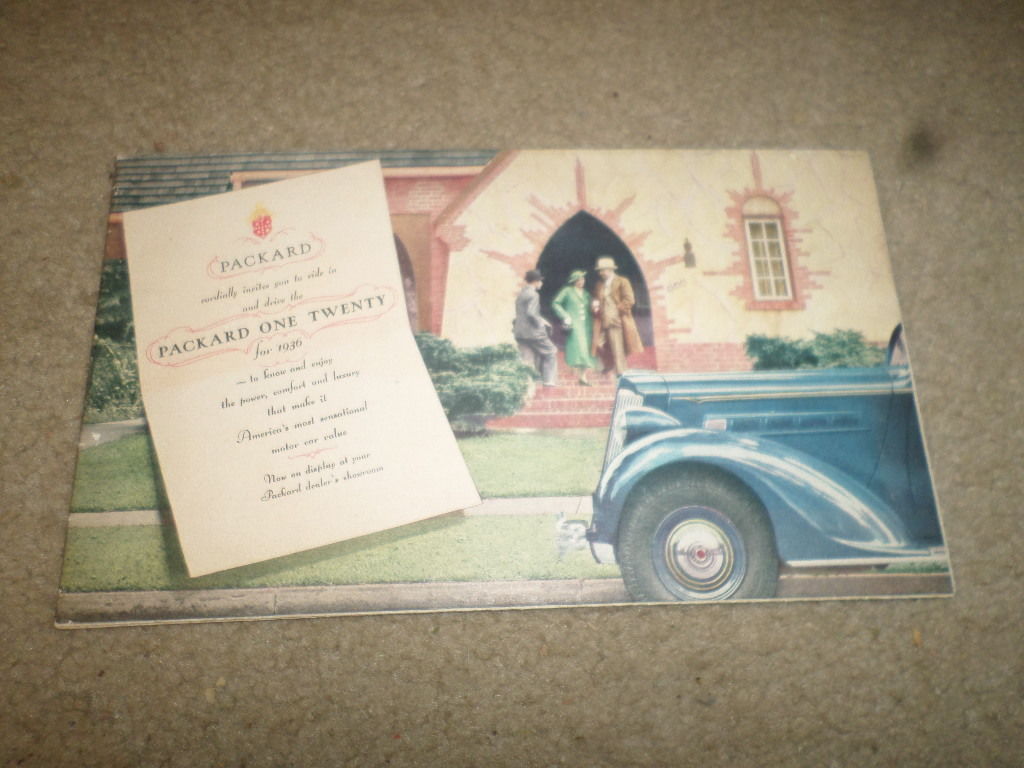 PACKARD
cordially invites you to ride in
and drive the
PACKARD ONE TWENTY
for 1936
— to know and enjoy
the power, comfort and luxury
that make it
America's most sensational
motor car value
Now on display at your
Packard dealer's showroom